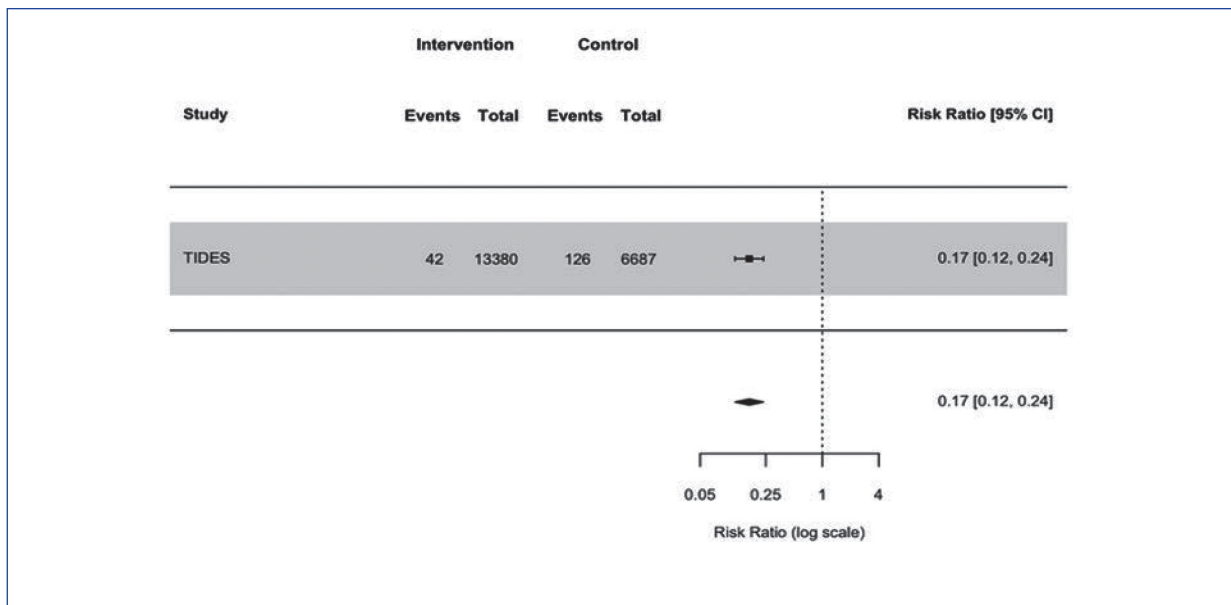 Intervention Control
Study Events Total Events Total Risk Ratio [95% CI]
TIDES 42 13380 126 6687 0.17 [0.12, 0.24]
0.17 [0.12, 0.24]
0.05 0.25 1 4
Risk Ratio (log scale)